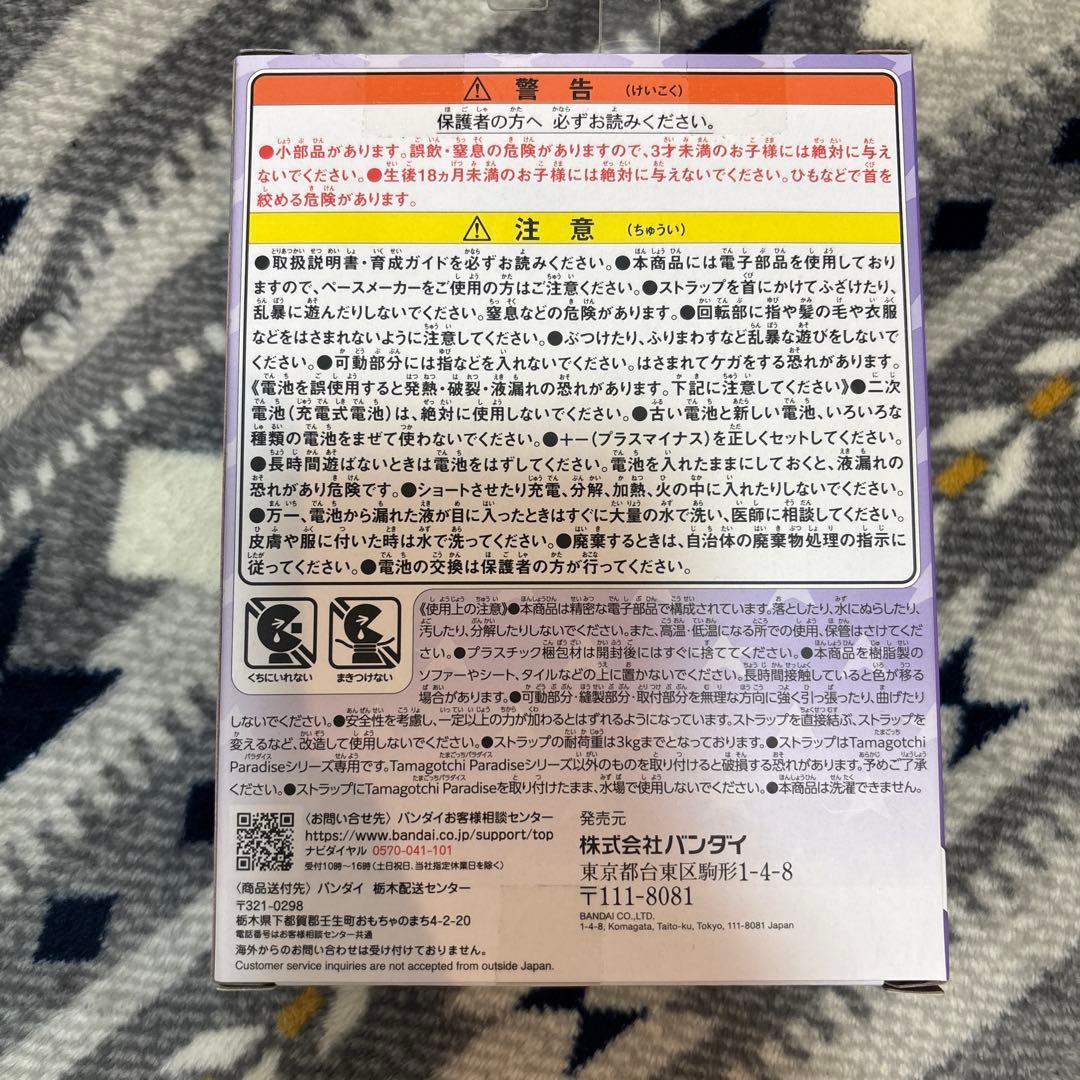 警告 (けいこく)
保護者の方へ 必ずお読みください。
●小部品があります。誤飲・窒息の危険がありますので、3才未満のお子様には絶対に与え
ないでください。●生後18ヵ月未満のお子様には絶対に与えないでください。ひもなどで首を
絞める危険があります。
注意 (ちゅうい)
●取扱説明書・育成ガイドを必ずお読みください。●本商品には電子部品を使用しており
ますので、ペースメーカーをご使用の方はご注意ください。●ストラップを首にかけてふざけたり、
乱暴に遊んだりしないでください。窒息などの危険があります。●回転部に指や髪の毛や衣服
などをはさまれないように注意してください。●ぶつけたり、ふりまわすなど乱暴な遊びをしないで
ください。●可動部分には指などを入れないでください。はさまれてケガをする恐れがあります。
《電池を誤使用すると発熱・破裂・液漏れの恐れがあります。下記に注意してください》●二次
電池(充電式電池)は、絶対に使用しないでください。●古い電池と新しい電池、いろいろな
種類の電池をまぜて使わないでください。●+-(プラスマイナス)を正しくセットしてください。
●長時間遊ばないときは電池をはずしてください。電池を入れたままにしておくと、液漏れの
恐れがあり危険です。●ショートさせたり充電、分解、加熱、火の中に入れたりしないでください。
●万一、電池から漏れた液が目に入ったときはすぐに大量の水で洗い、医師に相談してください。
皮膚や服に付いた時は水で洗ってください。●廃棄するときは、自治体の廃棄物処理の指示に
従ってください。●電池の交換は保護者の方が行ってください。
くちにいれない
まきつけない
《使用上の注意》●本商品は精密な電子部品で構成されています。落としたり、水にぬらしたり、
汚したり、分解したりしないでください。また、高温・低温になる所での使用、保管はさけてくだ
さい。●プラスチック梱包材は開封後にはすぐに捨ててください。●本商品を樹脂製の
ソファーやシート、タイルなどの上に置かないでください。長時間接触していると色が移る
場合があります。●可動部分・縫製部分・取付部分を無理な方向に強く引っ張ったり、曲げたり
しないでください。●安全性を考慮し、一定以上の力が加わるとはずれるようになっています。ストラップを直接結ぶ、ストラップを
変えるなど、改造して使用しないでください。●ストラップの耐荷重は3kgまでとなっております。●ストラップはTamagotchi
Paradiseシリーズ専用です。Tamagotchi Paradiseシリーズ以外のものを取り付けると破損する恐れがあります。予めご了承
ください。●ストラップにTamagotchi Paradiseを取り付けたまま、水場で使用しないでください。●本商品は洗濯できません。
〈お問い合せ先〉バンダイお客様相談センター
https://www.bandai.co.jp/support/top
ナビダイヤル 0570-041-101
受付10時~16時(土日祝日、当社指定休業日を除く)
〈商品送付先〉バンダイ 栃木配送センター
〒321-0298
栃木県下都賀郡壬生町おもちゃのまち4-2-20
電話番号はお客様相談センター共通
海外からのお問い合わせは受け付けておりません。
Customer service inquiries are not accepted from outside Japan.
発売元
株式会社バンダイ
東京都台東区駒形1-4-8
〒111-8081
BANDAI CO.,LTD.
1-4-8, Komagata, Taito-ku, Tokyo, 111-8081 Japan